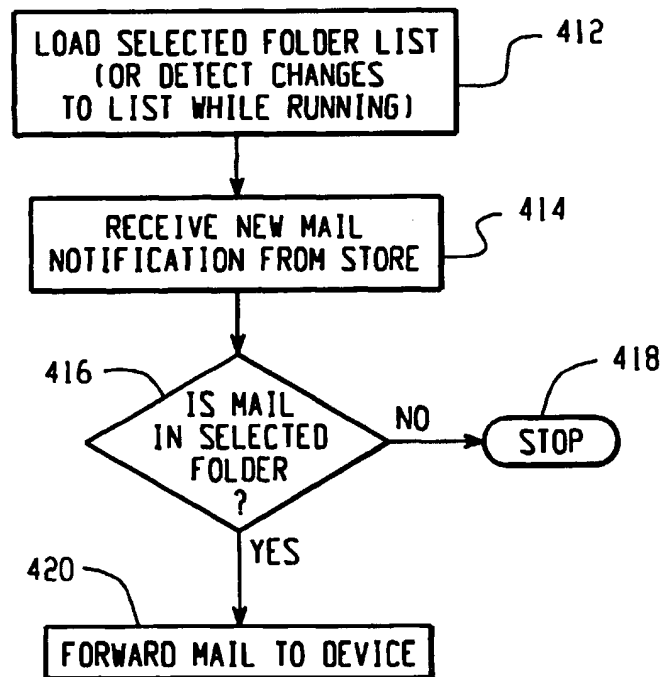 LOAD SELECTED FOLDER LIST
(OR DETECT CHANGES
TO LIST WHILE RUNNING)
412
RECEIVE NEW MAIL
NOTIFICATION FROM STORE
414
416
IS MAIL
IN SELECTED
FOLDER
?
NO
418
STOP
YES
420
FORWARD MAIL TO DEVICE